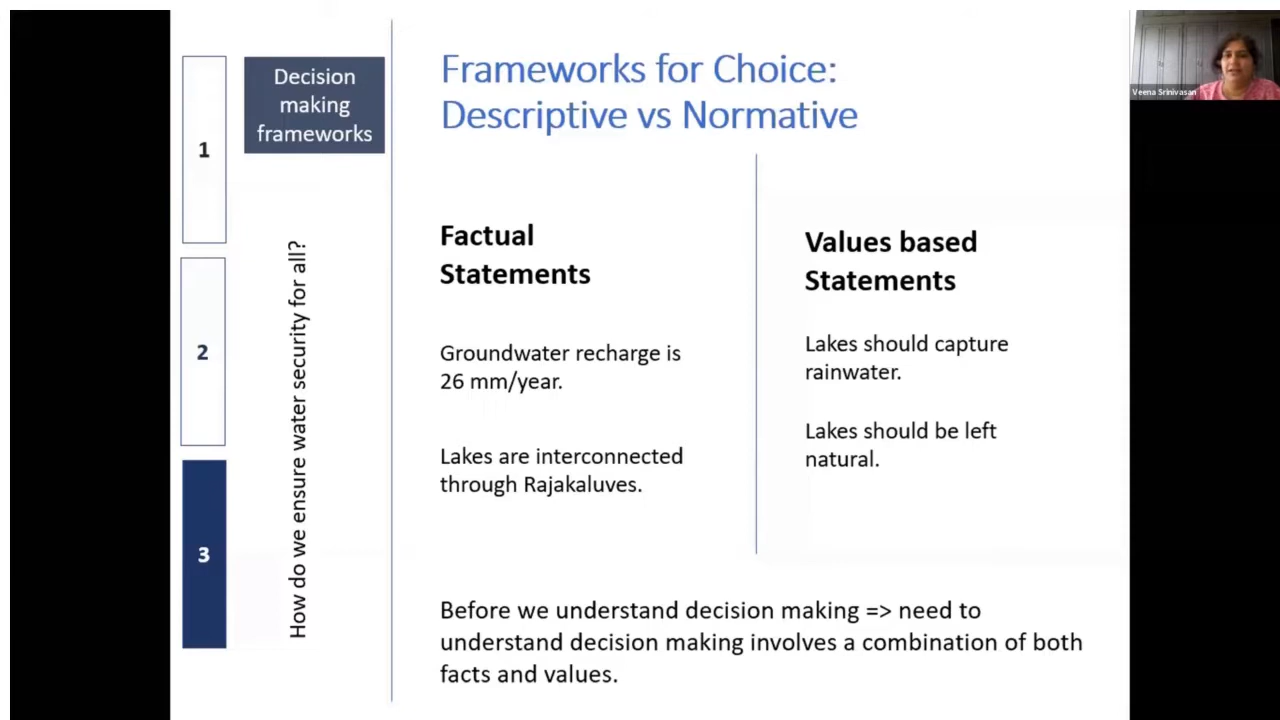 1
2
3
Decision
making
frameworks
How do we ensure water security for all?
Frameworks for Choice:
Descriptive vs Normative
Factual
Statements
Groundwater recharge is
26 mm/year.
Lakes are interconnected
through Rajakaluves.
Values based
Statements
Lakes should capture
rainwater.
Lakes should be left
natural.
Before we understand decision making => need to
understand decision making involves a combination of both
facts and values.
Veena Srinivasan